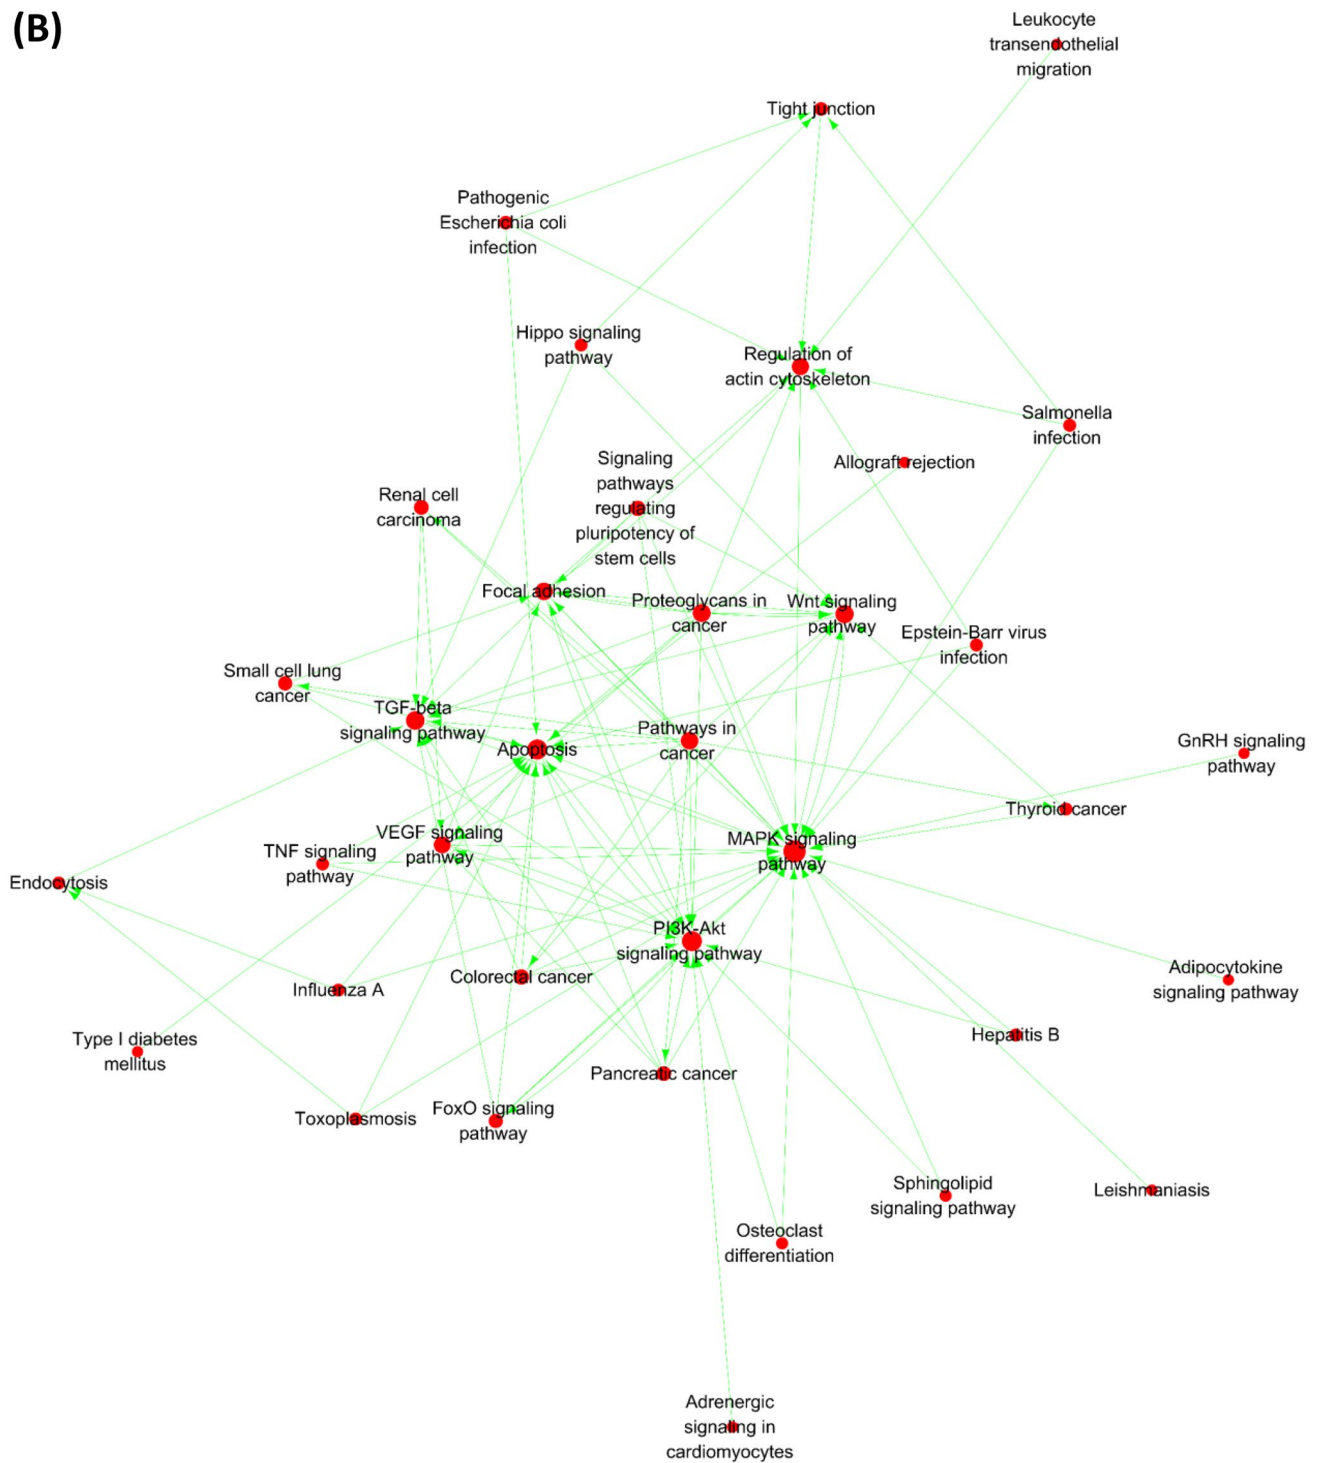 (B)
Leukocyte
transendothelial
migration
Tight junction
Pathogenic
Escherichia coli
infection
Hippo signaling
pathway
Regulation of
actin cytoskeleton
Salmonella
infection
Allograft rejection
Signaling
pathways
regulating
pluripotency of
stem cells
Renal cell
carcinoma
Focal adhesion
Proteoglycans in
cancer
Wnt signaling
pathway
Epstein-Barr virus
infection
Small cell lung
cancer
TGF-beta
signaling pathway
Apoptosis
Pathways in
cancer
GnRH signaling
pathway
Thyroid cancer
VEGF signaling
pathway
MAPK signaling
pathway
TNF signaling
pathway
Endocytosis
PI3K-Akt
signaling pathway
Colorectal cancer
Influenza A
Adipocytokine
signaling pathway
Hepatitis B
Type I diabetes
mellitus
Pancreatic cancer
Toxoplasmosis
FoxO signaling
pathway
Sphingolipid
signaling pathway
Leishmaniasis
Osteoclast
differentiation
Adrenergic
signaling in
cardiomyocytes